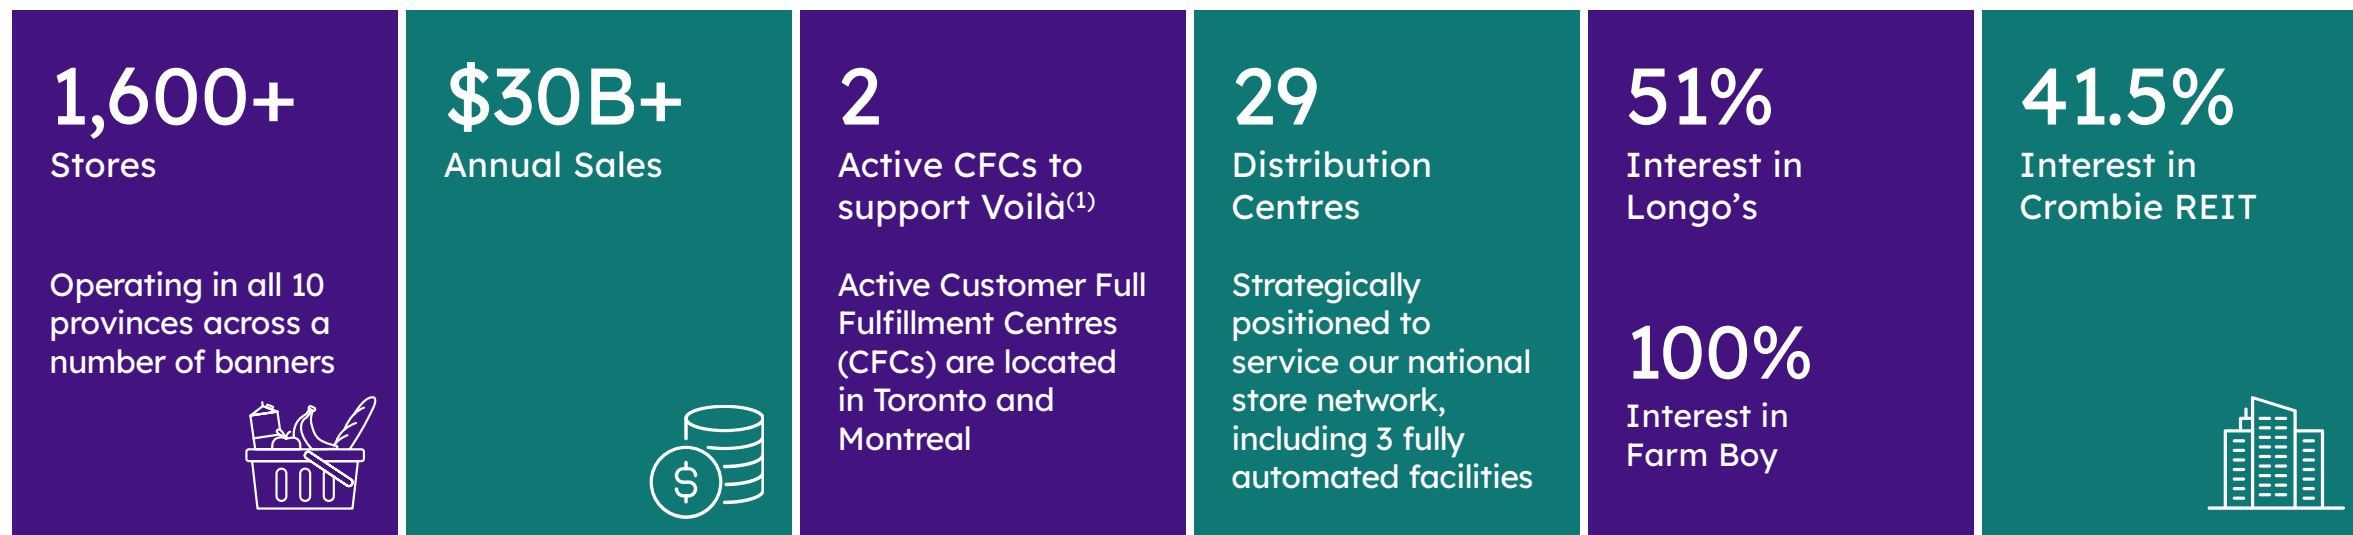 1,600+
Stores
Operating in all 10
provinces across a
number of banners
$30B+
Annual Sales
$
2
Active CFCs to
support Voilà(1)
Active Customer Full
Fulfillment Centres
(CFCs) are located
in Toronto and
Montreal
29
Distribution
Centres
Strategically
positioned to
service our national
store network,
including 3 fully
automated facilities
51%
Interest in
Longo’s
100%
Interest in
Farm Boy
41.5%
Interest in
Crombie REIT